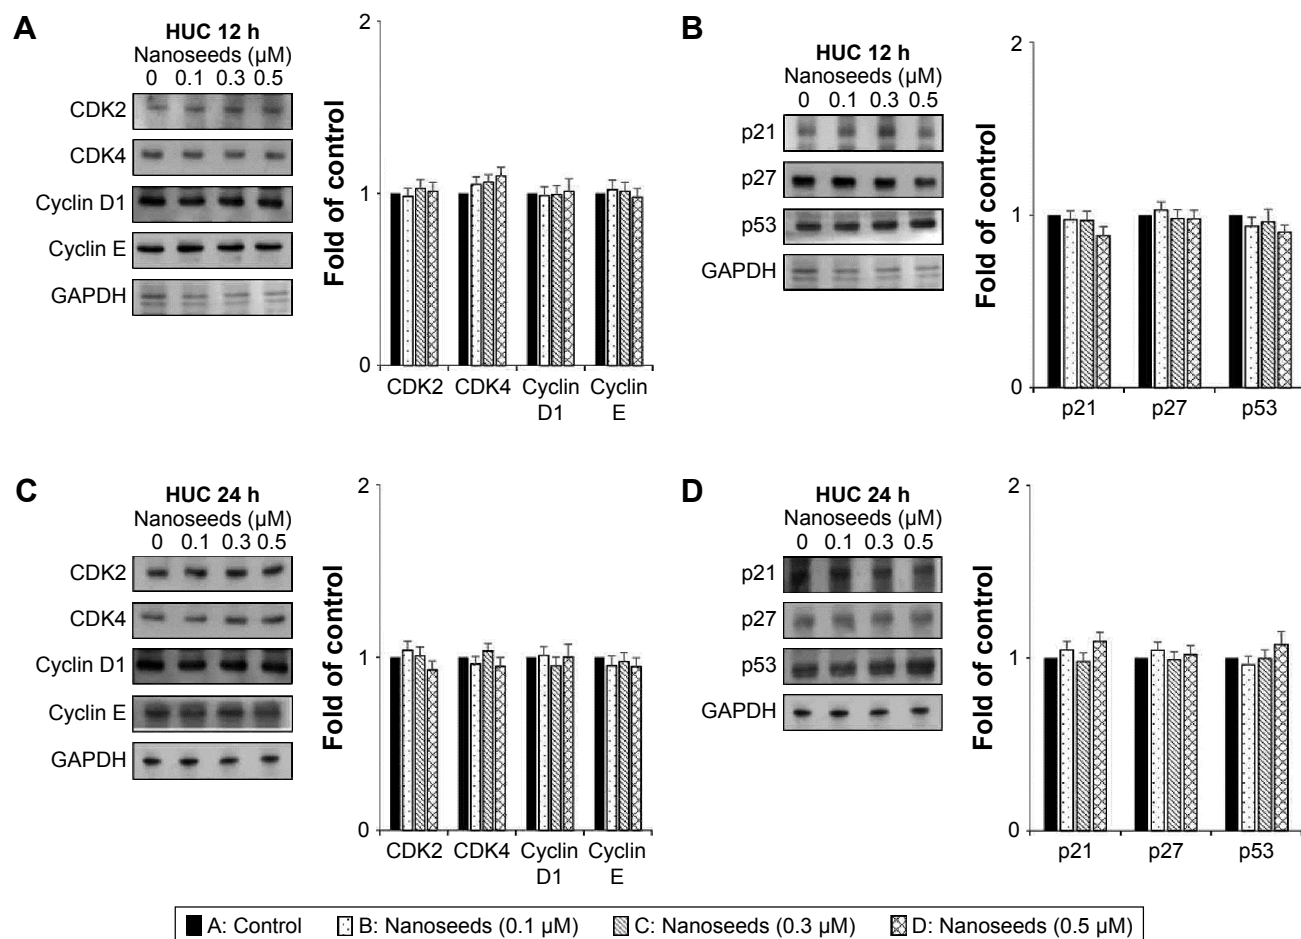 A
HUC 12 h
Nanoseeds (µM)
0 0.1 0.3 0.5
CDK2
CDK4
Cyclin D1
Cyclin E
GAPDH
Fold of control
2
1
0
CDK2 CDK4 Cyclin D1 Cyclin E
B
HUC 12 h
Nanoseeds (µM)
0 0.1 0.3 0.5
p21
p27
p53
GAPDH
Fold of control
2
1
0
p21 p27 p53
C
HUC 24 h
Nanoseeds (µM)
0 0.1 0.3 0.5
CDK2
CDK4
Cyclin D1
Cyclin E
GAPDH
Fold of control
2
1
0
CDK2 CDK4 Cyclin D1 Cyclin E
D
HUC 24 h
Nanoseeds (µM)
0 0.1 0.3 0.5
p21
p27
p53
GAPDH
Fold of control
2
1
0
p21 p27 p53
A: Control B: Nanoseeds (0.1 µM) C: Nanoseeds (0.3 µM) D: Nanoseeds (0.5 µM)